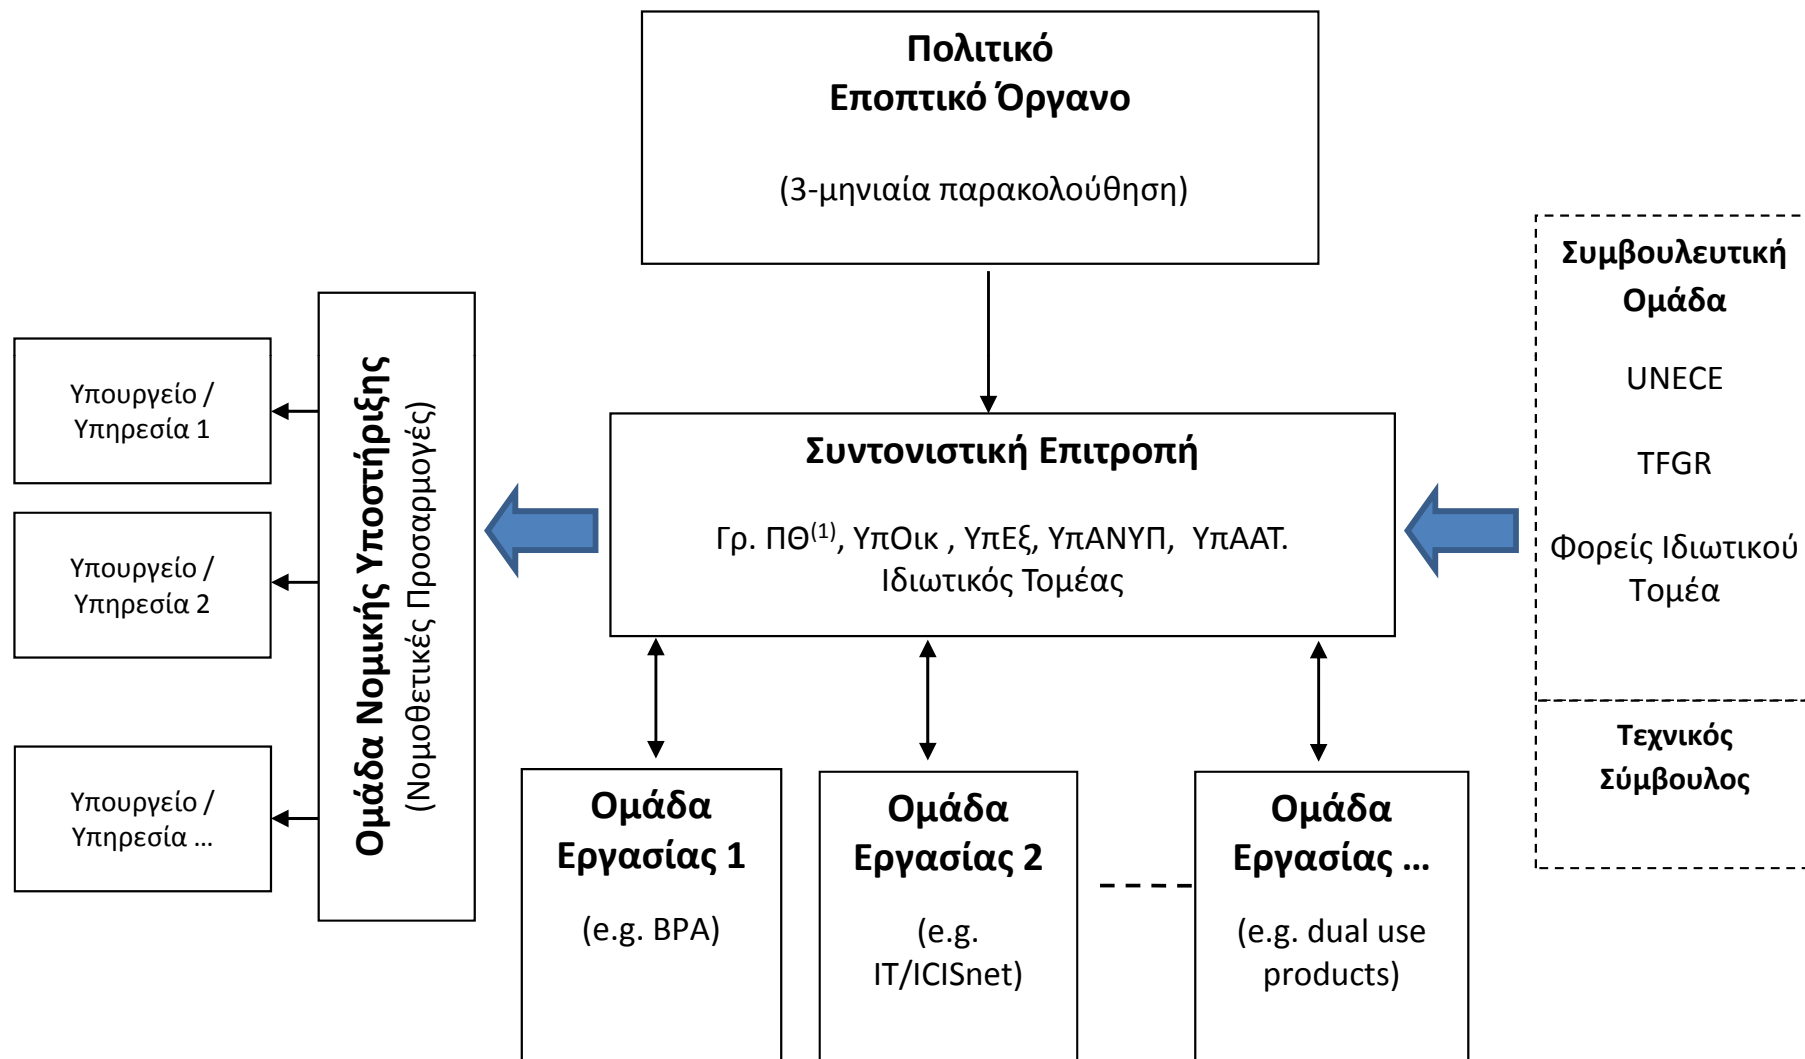 Πολιτικό
Εποπτικό Όργανο
(3-μηνιαία παρακολούθηση)
Συμβουλευτική
Ομάδα
UNECE
TFGR
Φορείς Ιδιωτικού
Τομέα
Τεχνικός
Σύμβουλος
Υπουργείο /
Υπηρεσία 1
Υπουργείο /
Υπηρεσία 2
Υπουργείο /
Υπηρεσία ...
Ομάδα Νομικής Υποστήριξης
(Νομοθετικές Προσαρμογές)
Συντονιστική Επιτροπή
Γρ. ΠΘ⁽¹⁾, ΥπΟικ , ΥπΕξ, ΥπΑΝΥΠ, ΥπΑΑΤ.
Ιδιωτικός Τομέας
Ομάδα
Εργασίας 1
(e.g. BPA)
Ομάδα
Εργασίας 2
(e.g.
IT/ICISnet)
Ομάδα
Εργασίας ...
(e.g. dual use
products)